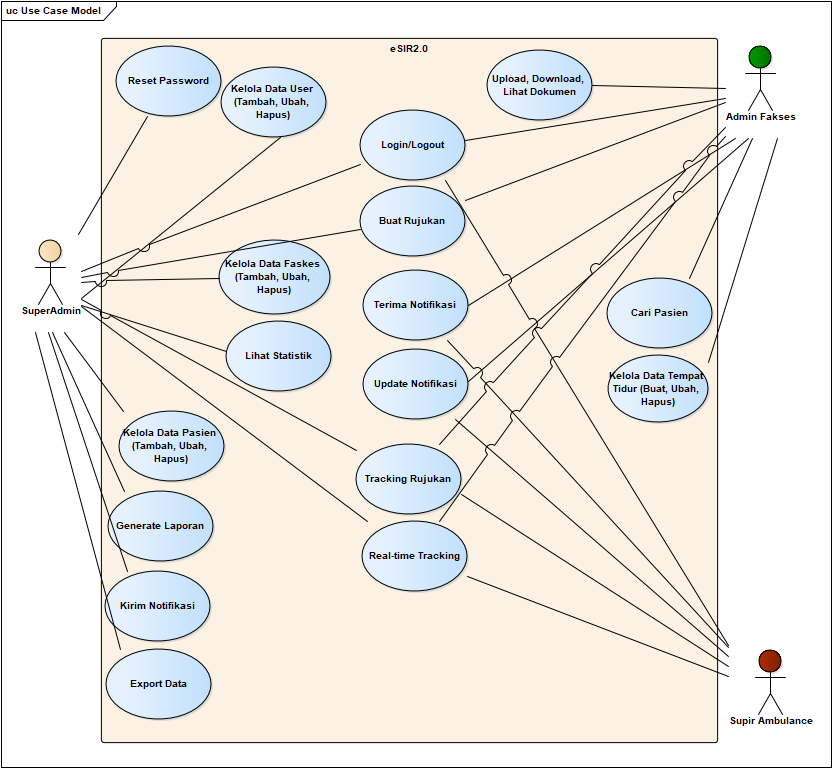 uc Use Case Model
eSIR2.0
Reset Password
Kelola Data User
(Tambah, Ubah,
Hapus)
Upload, Download,
Lihat Dokumen
Admin Fakses
Login/Logout
Buat Rujukan
SuperAdmin
Kelola Data Faskes
(Tambah, Ubah,
Hapus)
Terima Notifikasi
Cari Pasien
Lihat Statistik
Update Notifikasi
Kelola Data Tempat
Tidur (Buat, Ubah,
Hapus)
Kelola Data Pasien
(Tambah, Ubah,
Hapus)
Tracking Rujukan
Generate Laporan
Real-time Tracking
Kirim Notifikasi
Export Data
Supir Ambulance